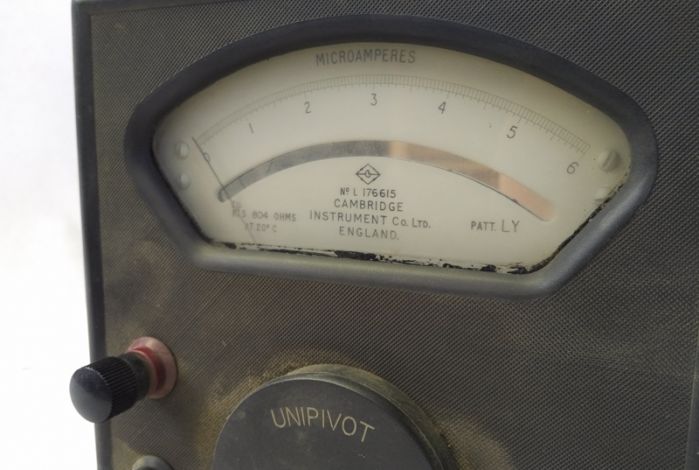 MICROAMPERES
0 1 2 3 4 5 6
Nº L 176615
CAMBRIDGE
INSTRUMENT Co. LTD.
ENGLAND.
RES 804 OHMS
AT 20° C
PATT. LY
UNIPIVOT